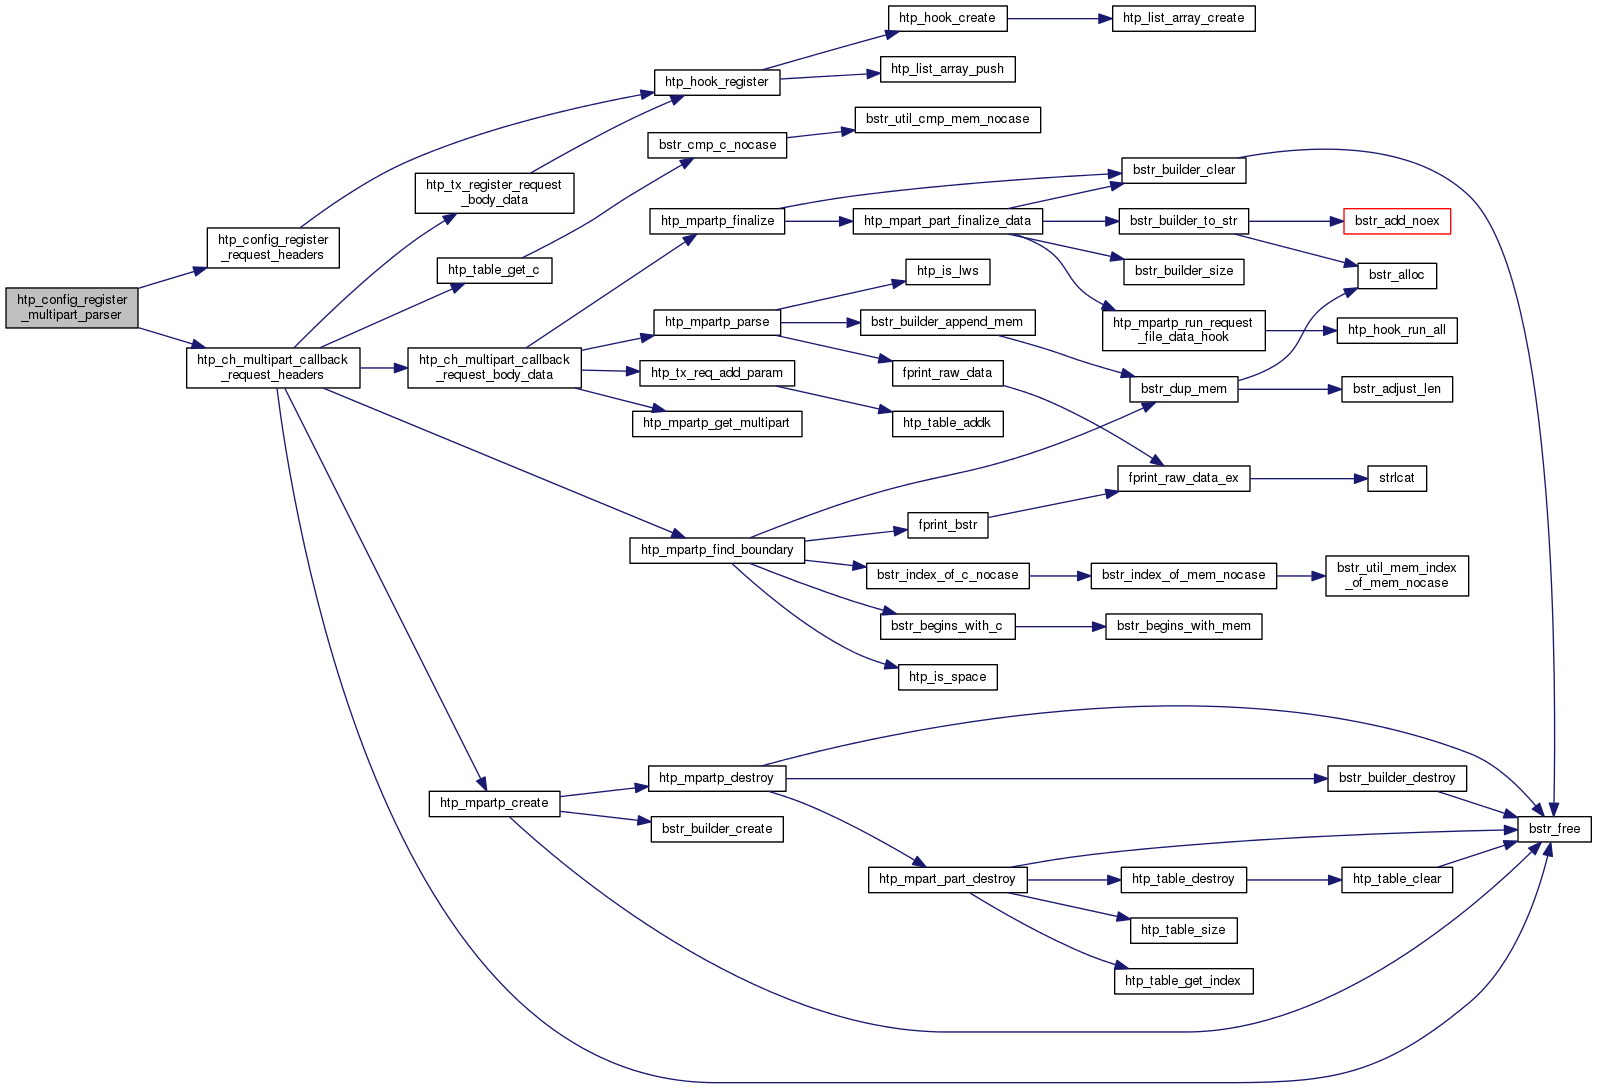 htp_config_register
_multipart_parser
htp_config_register
_request_headers
htp_ch_multipart_callback
_request_headers
htp_tx_register_request
_body_data
htp_table_get_c
htp_ch_multipart_callback
_request_body_data
htp_mpartp_create
htp_hook_register
bstr_cmp_c_nocase
htp_mpartp_finalize
htp_mpartp_parse
htp_tx_req_add_param
htp_mpartp_get_multipart
htp_mpartp_find_boundary
htp_mpartp_destroy
bstr_builder_create
htp_hook_create
htp_list_array_push
bstr_util_cmp_mem_nocase
htp_mpart_part_finalize_data
htp_is_lws
bstr_builder_append_mem
fprint_raw_data
htp_table_addk
fprint_bstr
bstr_index_of_c_nocase
bstr_begins_with_c
htp_is_space
htp_mpart_part_destroy
htp_list_array_create
bstr_builder_clear
bstr_builder_to_str
bstr_builder_size
htp_mpartp_run_request
_file_data_hook
bstr_dup_mem
fprint_raw_data_ex
bstr_index_of_mem_nocase
bstr_begins_with_mem
htp_table_destroy
htp_table_size
htp_table_get_index
bstr_add_noex
bstr_alloc
htp_hook_run_all
bstr_adjust_len
strlcat
bstr_util_mem_index
_of_mem_nocase
bstr_builder_destroy
htp_table_clear
bstr_free